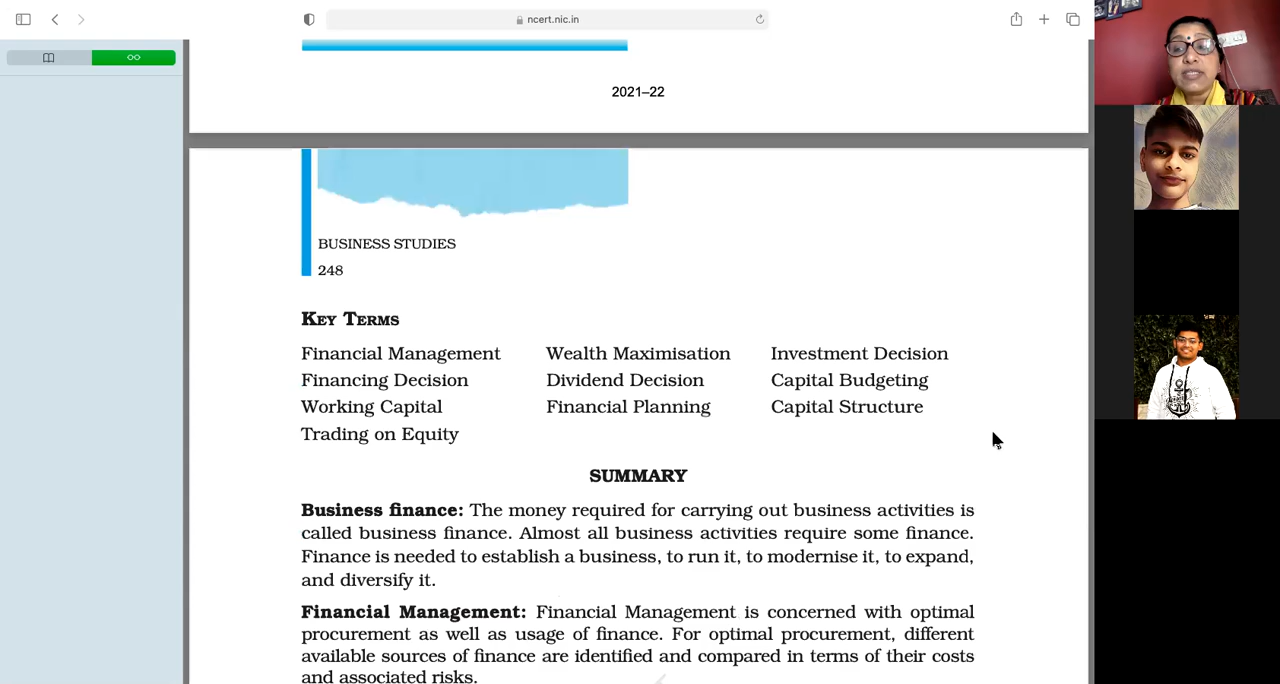 ncert.nic.in
2021–22
BUSINESS STUDIES
248
KEY TERMS
Financial Management Wealth Maximisation Investment Decision
Financing Decision Dividend Decision Capital Budgeting
Working Capital Financial Planning Capital Structure
Trading on Equity
SUMMARY
Business finance: The money required for carrying out business activities is
called business finance. Almost all business activities require some finance.
Finance is needed to establish a business, to run it, to modernise it, to expand,
and diversify it.
Financial Management: Financial Management is concerned with optimal
procurement as well as usage of finance. For optimal procurement, different
available sources of finance are identified and compared in terms of their costs
and associated risks.